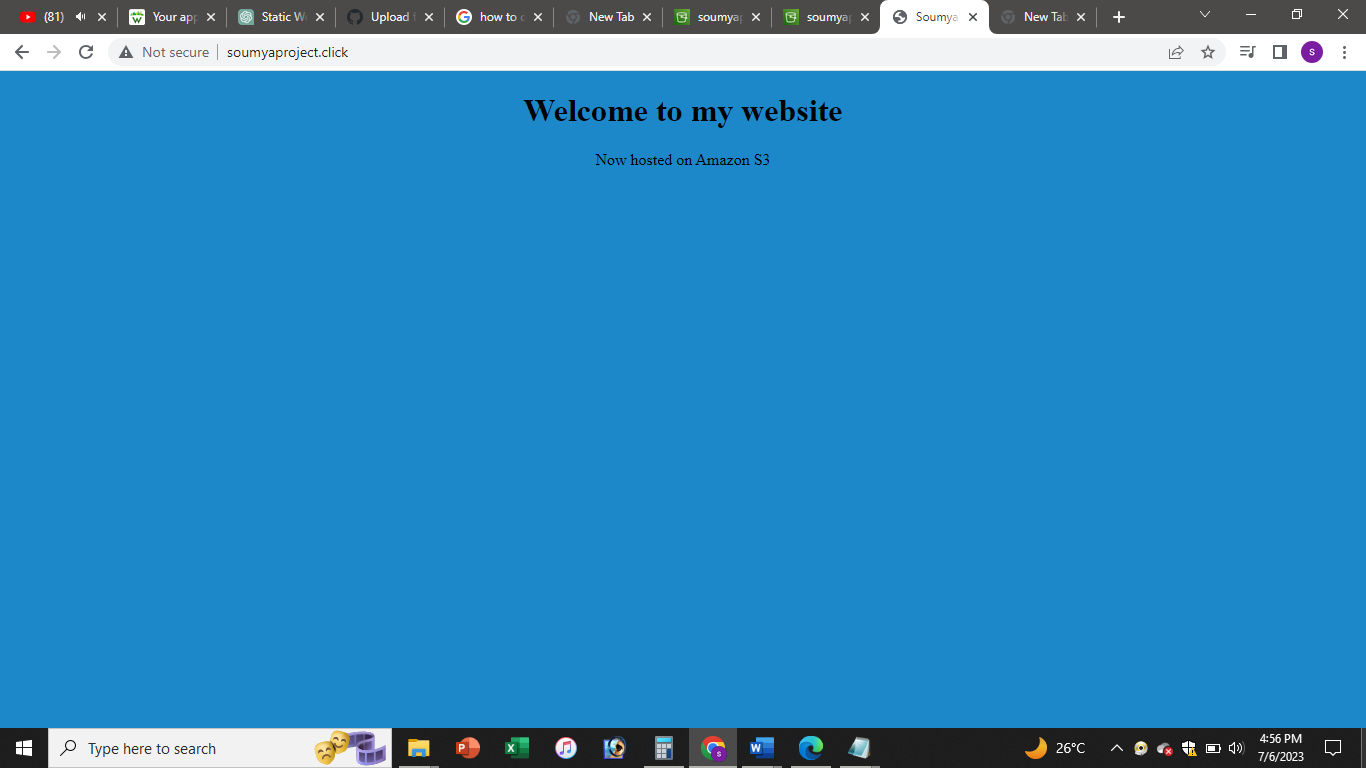 (81)
Your app
Static W
Upload
how to
New Tab
soumya
soumya
Soumya
New Tab
Not secure
soumyaproject.click
s
Welcome to my website
Now hosted on Amazon S3
Type here to search
s
26°C
4:56 PM
7/6/2023